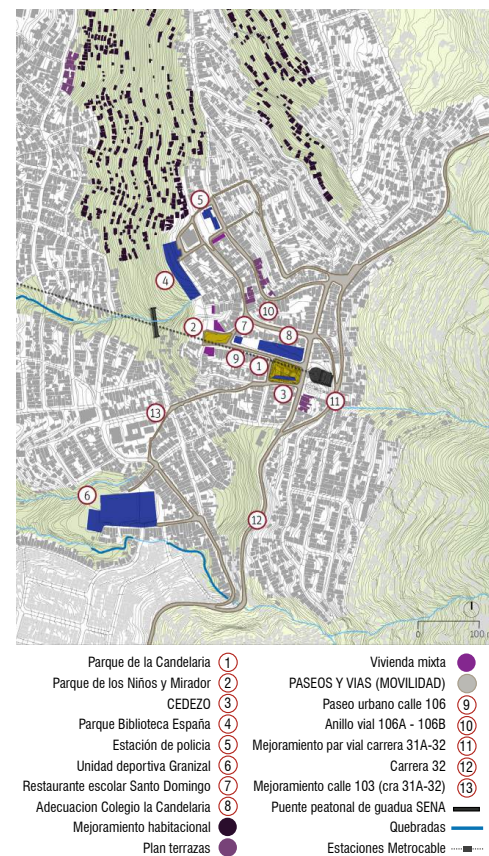 5
4
10
2
7
8
9
1
3
11
13
6
12
0
100
Parque de la Candelaria 1
Parque de los Niños y Mirador 2
CEDEZO 3
Parque Biblioteca España 4
Estación de policia 5
Unidad deportiva Granizal 6
Restaurante escolar Santo Domingo 7
Adecuacion Colegio la Candelaria 8
Mejoramiento habitacional
Plan terrazas
Vivienda mixta
PASEOS Y VIAS (MOVILIDAD)
Paseo urbano calle 106 9
Anillo vial 106A - 106B 10
Mejoramiento par vial carrera 31A-32 11
Carrera 32 12
Mejoramiento calle 103 (cra 31A-32) 13
Puente peatonal de guadua SENA
Quebradas
Estaciones Metrocable